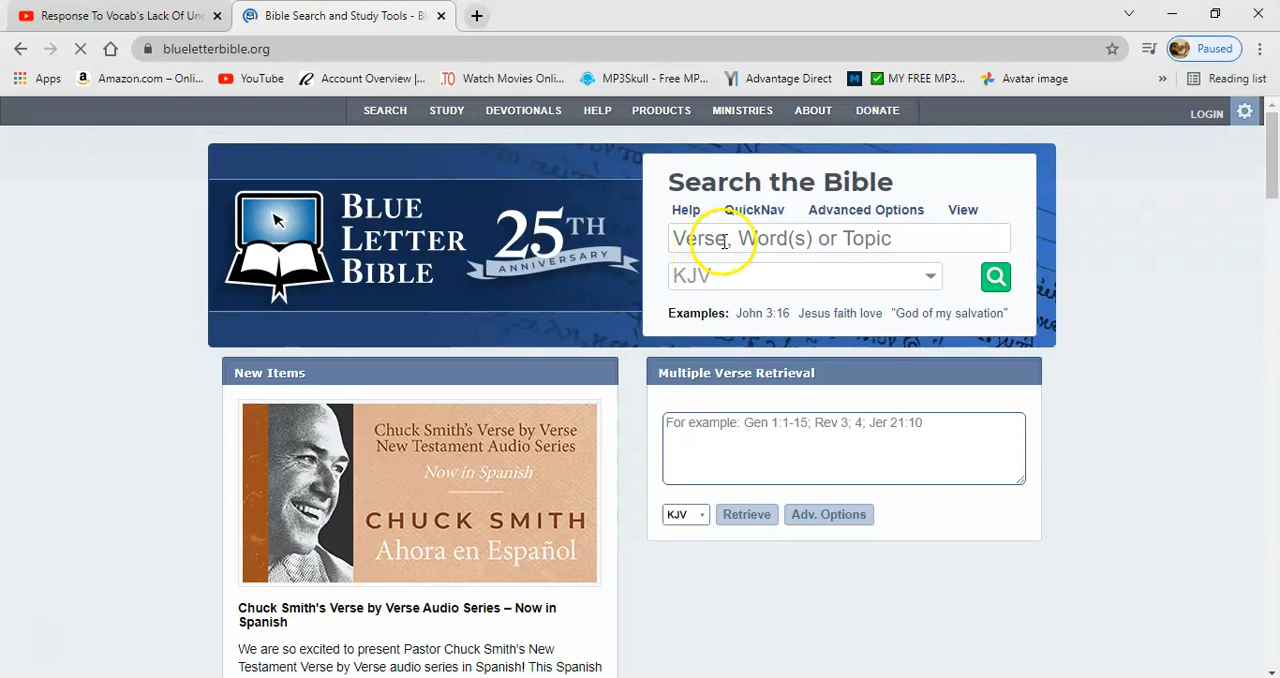 Response To Vocab's Lack Of Un
Bible Search and Study Tools - Bl
blueletterbible.org
Paused
Apps
Amazon.com – Onli...
YouTube
Account Overview |...
Watch Movies Onli...
MP3Skull - Free MP...
Advantage Direct
MY FREE MP3...
Avatar image
»
Reading list
SEARCH
STUDY
DEVOTIONALS
HELP
PRODUCTS
MINISTRIES
ABOUT
DONATE
LOGIN
BLUE
LETTER
BIBLE
25TH
ANNIVERSARY
Search the Bible
Help
QuickNav
Advanced Options
View
Verse, Word(s) or Topic
KJV
Examples: John 3:16 Jesus faith love "God of my salvation"
New Items
Chuck Smith's Verse by Verse
New Testament Audio Series
Now in Spanish
CHUCK SMITH
Ahora en Español
Chuck Smith's Verse by Verse Audio Series – Now in
Spanish
We are so excited to present Pastor Chuck Smith's New
Testament Verse by Verse audio series in Spanish! This Spanish
Multiple Verse Retrieval
For example: Gen 1:1-15; Rev 3; 4; Jer 21:10
KJV
Retrieve
Adv. Options